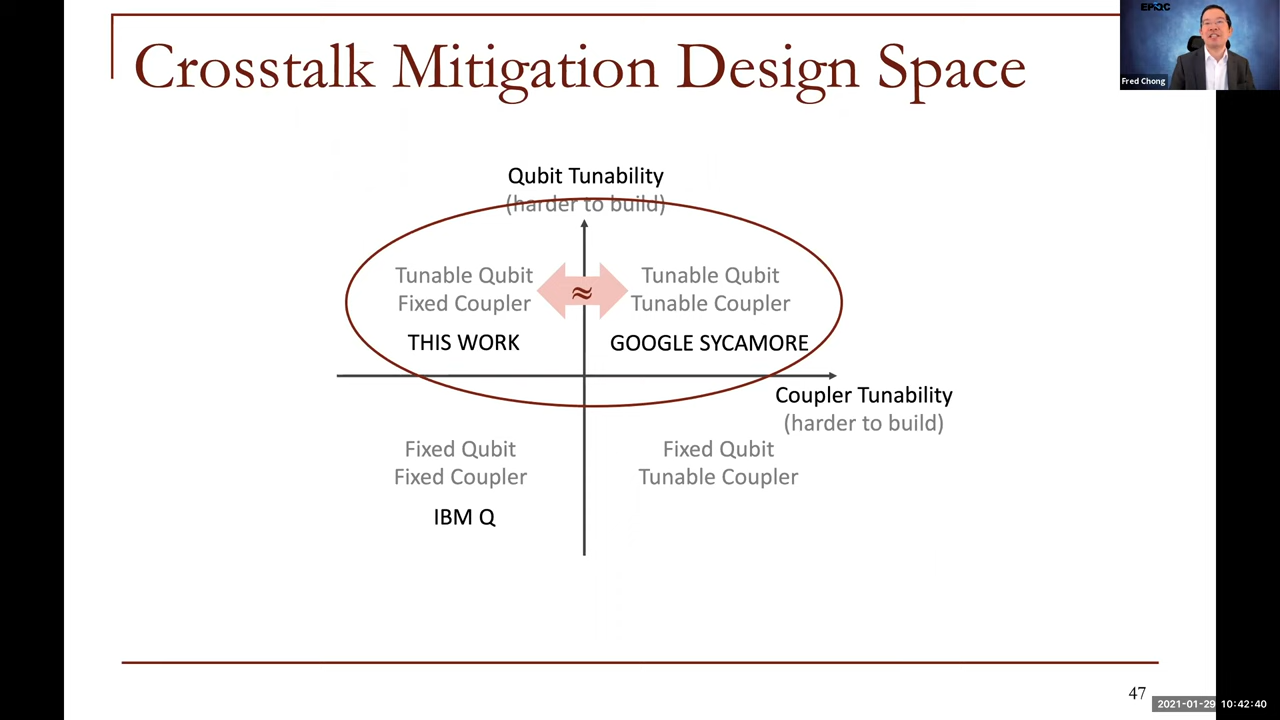 EPiQC
Fred Chong
Crosstalk Mitigation Design Space
Qubit Tunability
(harder to build)
Tunable Qubit
Fixed Coupler
THIS WORK
≈
Tunable Qubit
Tunable Coupler
GOOGLE SYCAMORE
Coupler Tunability
(harder to build)
Fixed Qubit
Fixed Coupler
IBM Q
Fixed Qubit
Tunable Coupler
47
2021-01-29 10:42:40